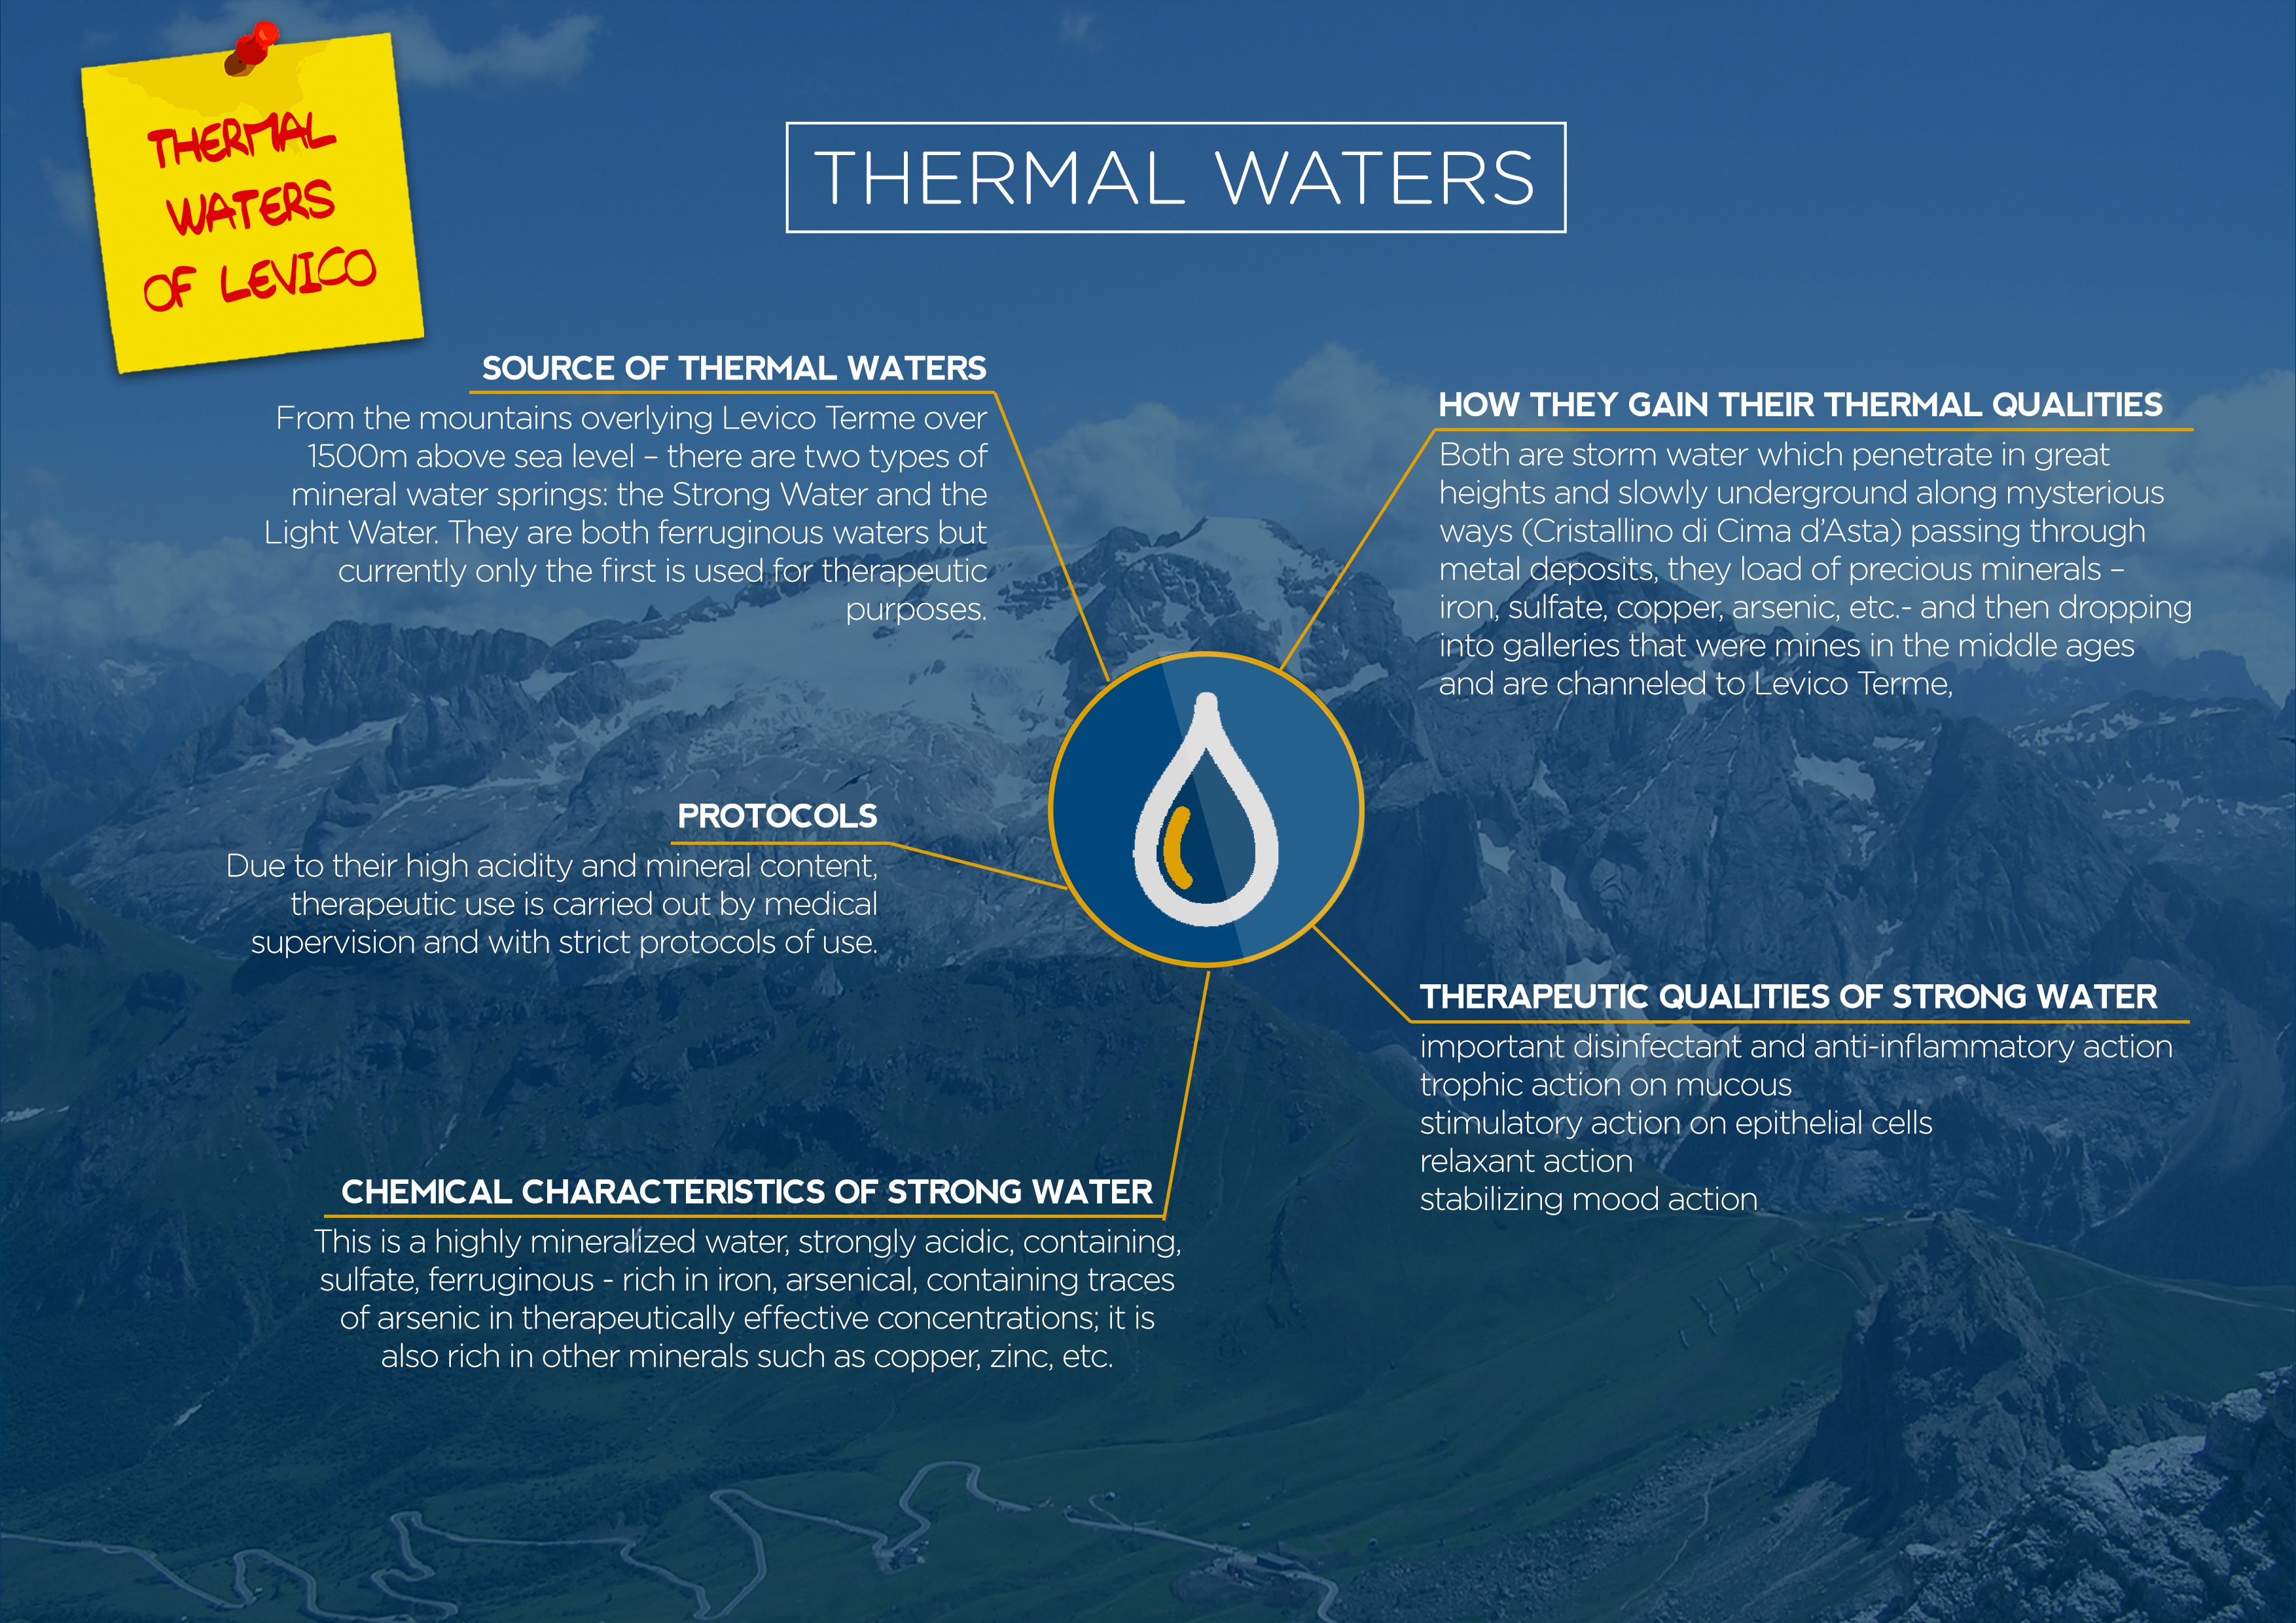 THERMAL
WATERS
OF LEVICO
THERMAL WATERS
SOURCE OF THERMAL WATERS
From the mountains overlying Levico Terme over
1500m above sea level – there are two types of
mineral water springs: the Strong Water and the
Light Water. They are both ferruginous waters but
currently only the first is used for therapeutic
purposes.
HOW THEY GAIN THEIR THERMAL QUALITIES
Both are storm water which penetrate in great
heights and slowly underground along mysterious
ways (Cristallino di Cima d'Asta) passing through
metal deposits, they load of precious minerals –
iron, sulfate, copper, arsenic, etc.- and then dropping
into galleries that were mines in the middle ages
and are channeled to Levico Terme,
PROTOCOLS
Due to their high acidity and mineral content,
therapeutic use is carried out by medical
supervision and with strict protocols of use.
THERAPEUTIC QUALITIES OF STRONG WATER
important disinfectant and anti-inflammatory action
trophic action on mucous
stimulatory action on epithelial cells
relaxant action
stabilizing mood action
CHEMICAL CHARACTERISTICS OF STRONG WATER
This is a highly mineralized water, strongly acidic, containing,
sulfate, ferruginous - rich in iron, arsenical, containing traces
of arsenic in therapeutically effective concentrations; it is
also rich in other minerals such as copper, zinc, etc.